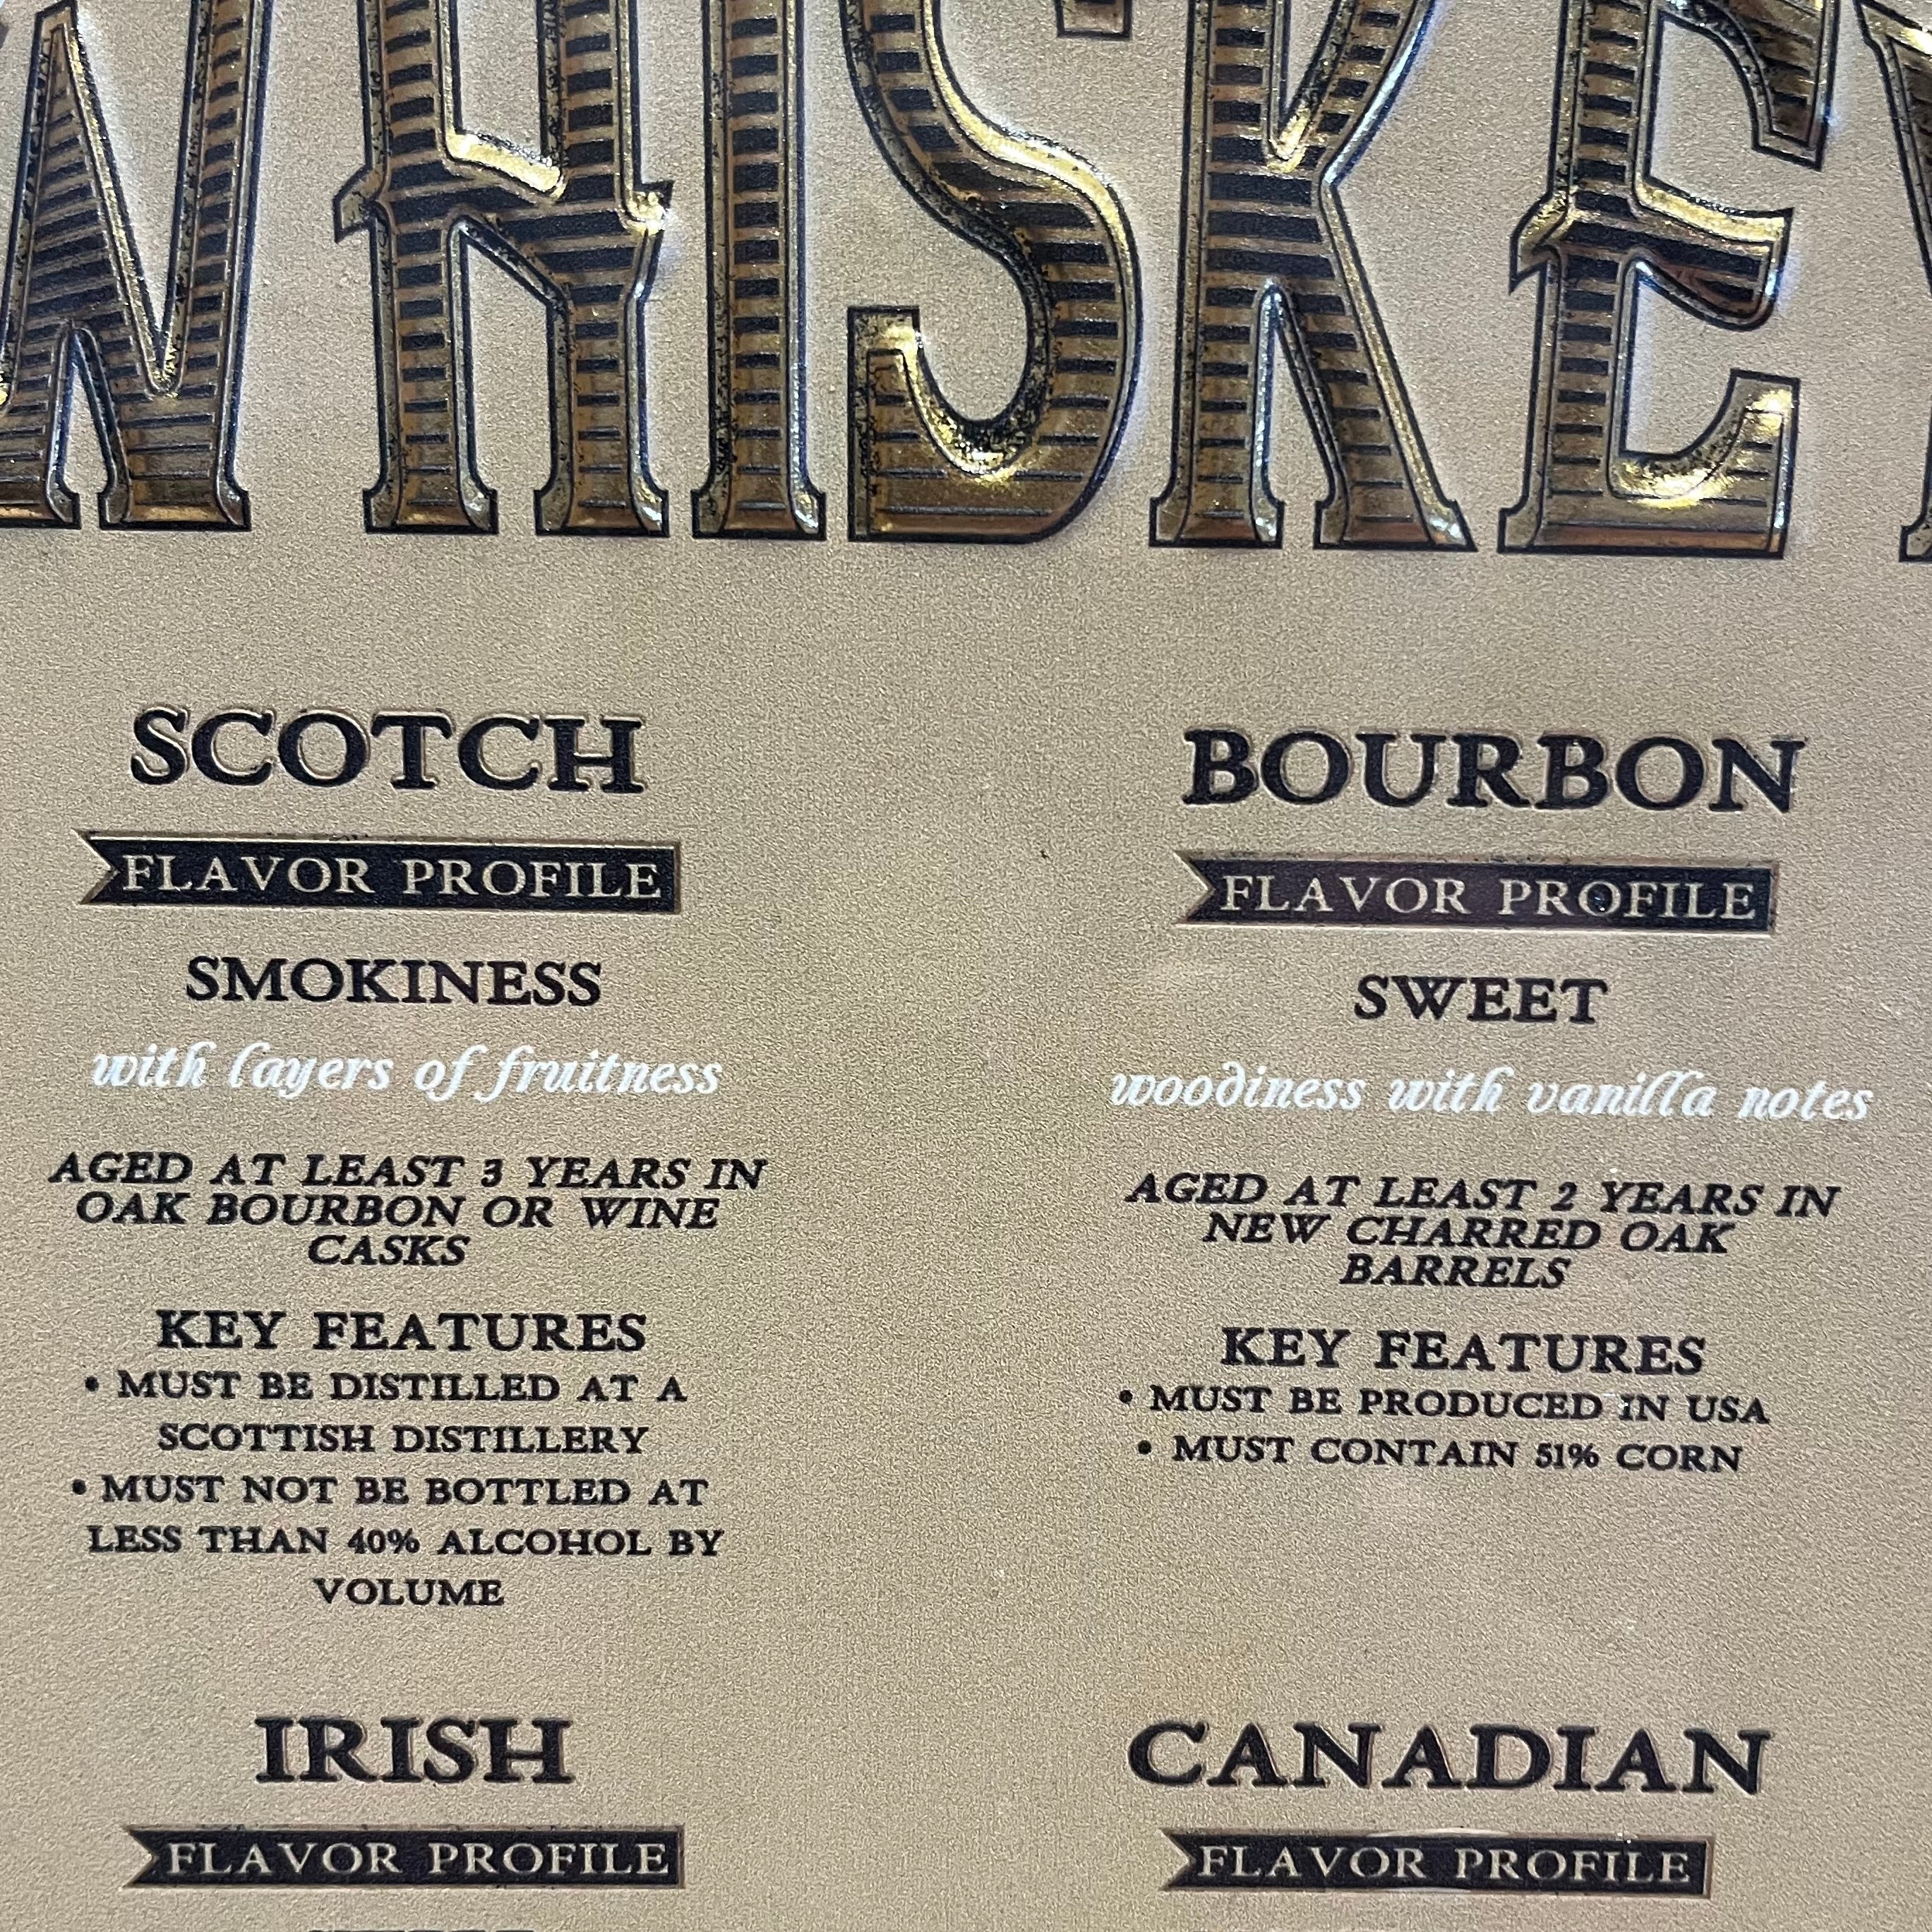 WHISKEY
SCOTCH
FLAVOR PROFILE
SMOKINESS
with layers of fruitness
AGED AT LEAST 3 YEARS IN
OAK BOURBON OR WINE
CASKS
KEY FEATURES
• MUST BE DISTILLED AT A
SCOTTISH DISTILLERY
• MUST NOT BE BOTTLED AT
LESS THAN 40% ALCOHOL BY
VOLUME
BOURBON
FLAVOR PROFILE
SWEET
woodiness with vanilla notes
AGED AT LEAST 2 YEARS IN
NEW CHARRED OAK
BARRELS
KEY FEATURES
• MUST BE PRODUCED IN USA
• MUST CONTAIN 51% CORN
IRISH
FLAVOR PROFILE
CANADIAN
FLAVOR PROFILE